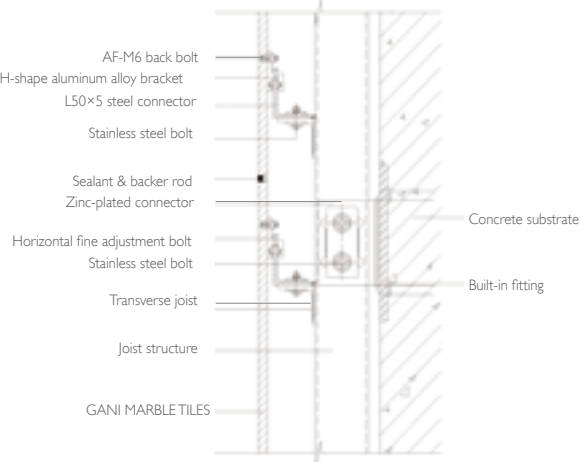 AF-M6 back bolt
H-shape aluminum alloy bracket
L50×5 steel connector
Stainless steel bolt
Sealant & backer rod
Zinc-plated connector
Horizontal fine adjustment bolt
Stainless steel bolt
Transverse joist
Joist structure
GANI MARBLE TILES
Concrete substrate
Built-in fitting